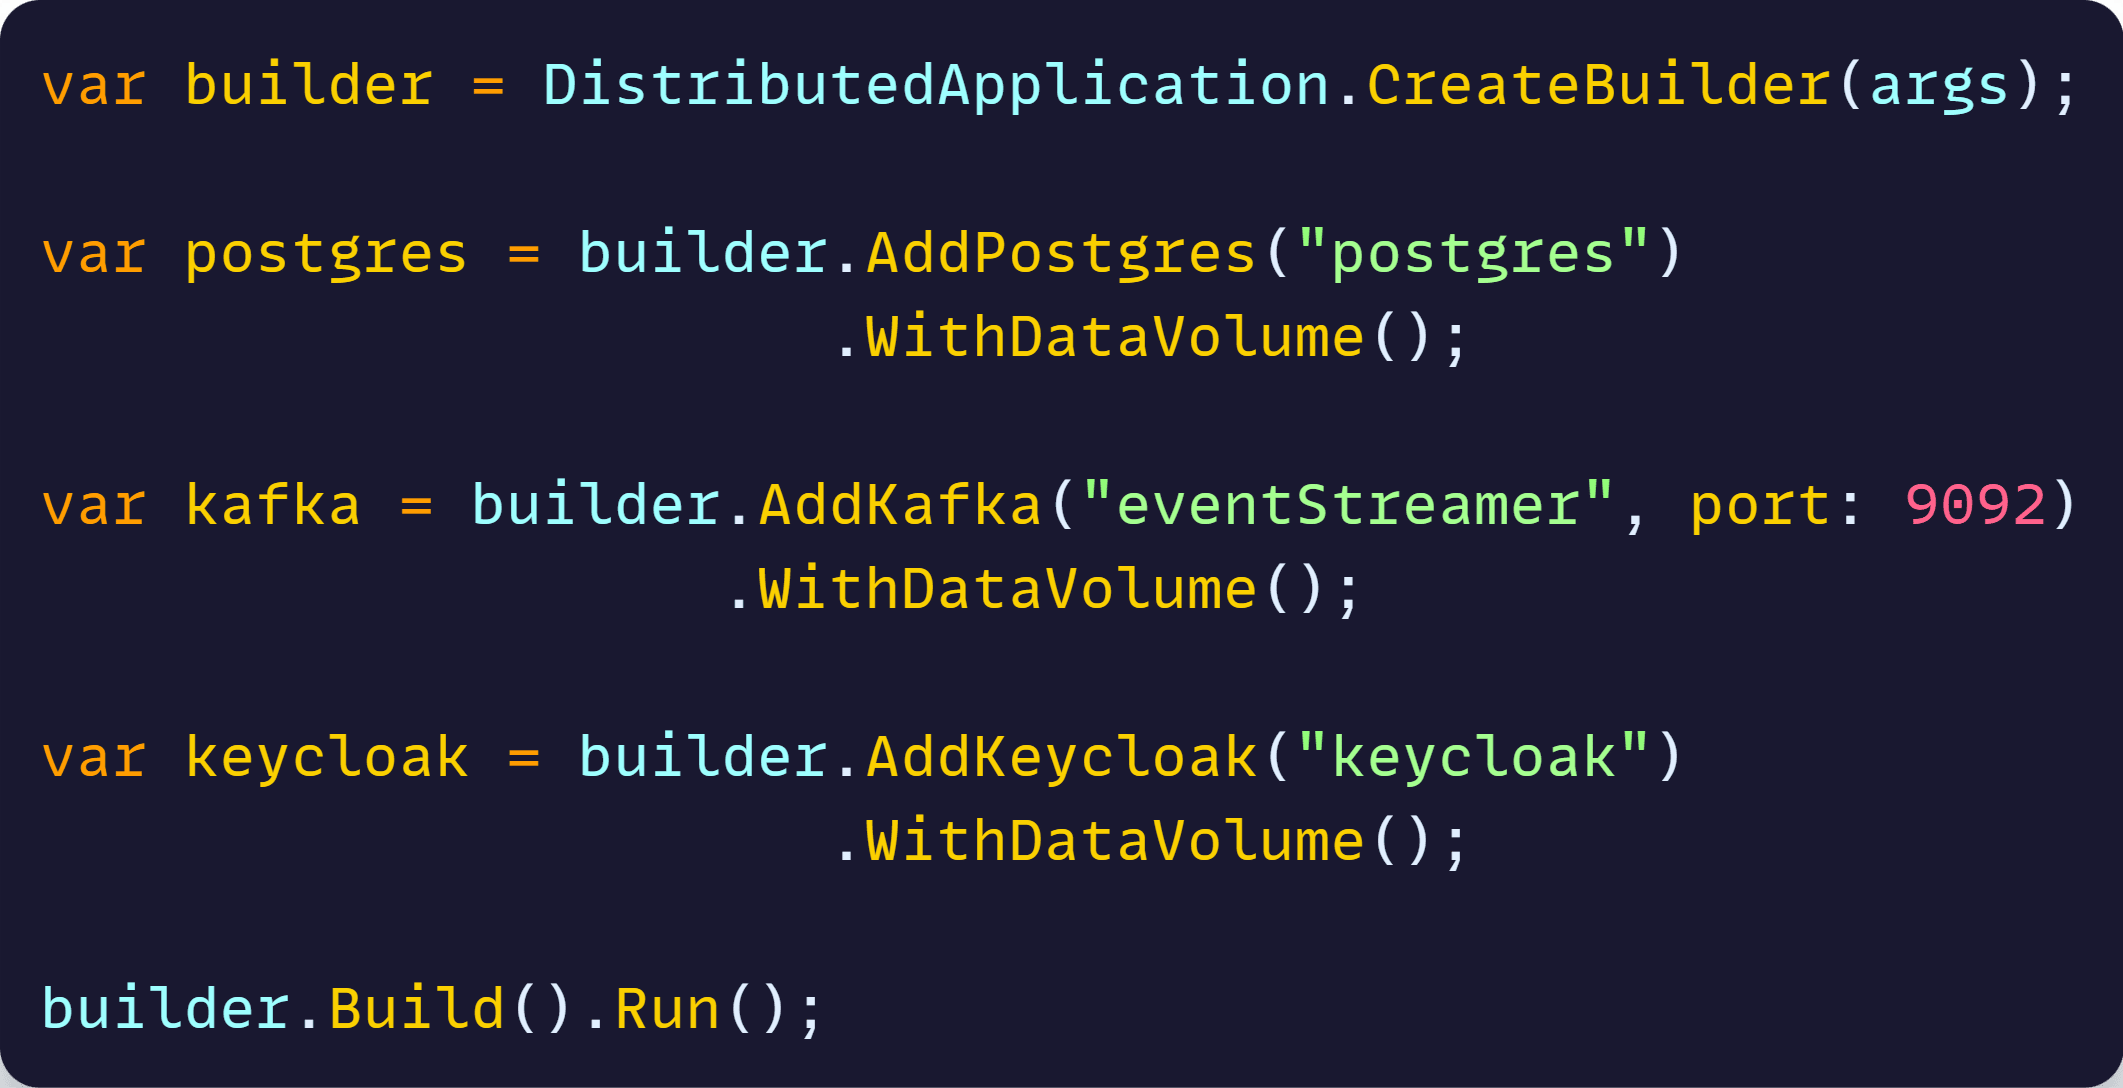 var builder = DistributedApplication.CreateBuilder(args);
var postgres = builder.AddPostgres("postgres")
.WithDataVolume();
var kafka = builder.AddKafka("eventStreamer", port: 9092)
.WithDataVolume();
var keycloak = builder.AddKeycloak("keycloak")
.WithDataVolume();
builder.Build().Run();